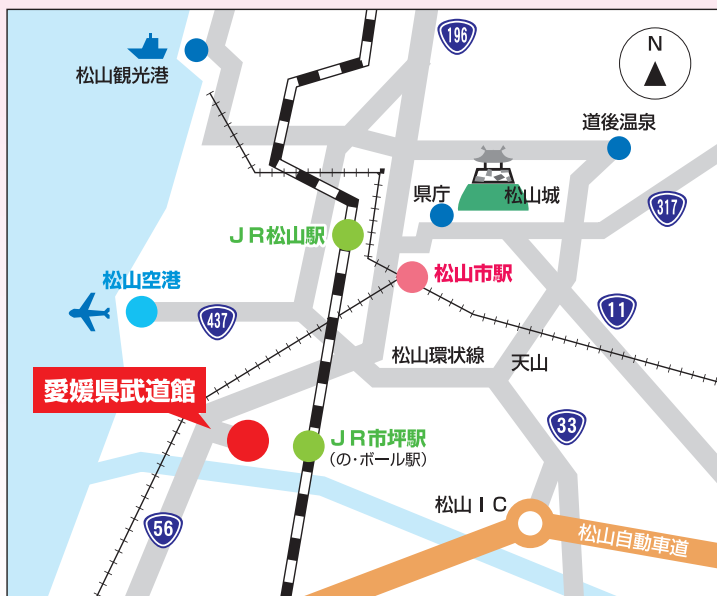 196
N
松山観光港
道後温泉
県庁
松山城
317
JR松山駅
松山空港
松山市駅
437
11
松山環状線
天山
愛媛県武道館
33
JR市坪駅
(の・ボール駅)
松山IC
56
松山自動車道